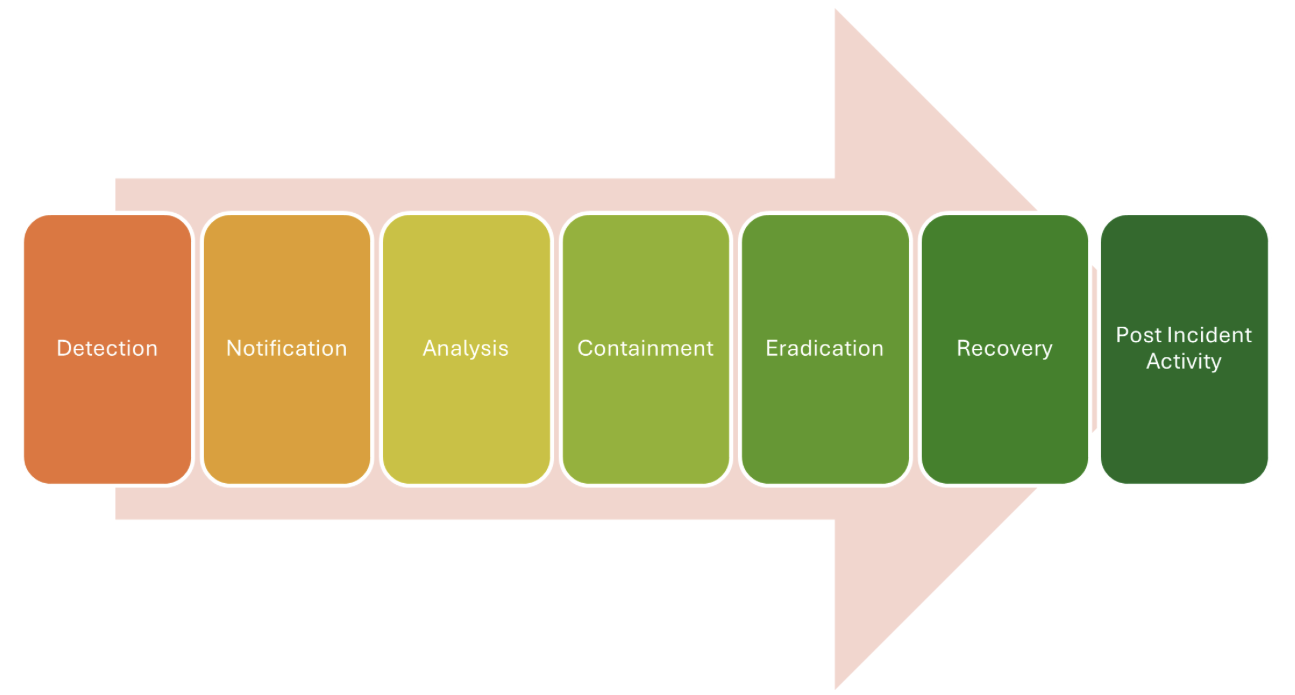 Detection
Notification
Analysis
Containment
Eradication
Recovery
Post Incident
Activity